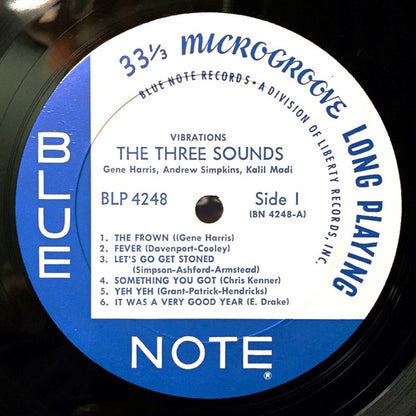 33⅓ MICROGROOVE LONG PLAYING
BLUE NOTE RECORDS • A DIVISION OF LIBERTY RECORDS, INC.
VIBRATIONS
THE THREE SOUNDS
Gene Harris, Andrew Simpkins, Kalil Madi
BLP 4248 Side 1
(BN 4248-A)
1. THE FROWN ((Gene Harris)
2. FEVER (Davenport-Cooley)
3. LET'S GO GET STONED
(Simpson-Ashford-Armstead)
4. SOMETHING YOU GOT (Chris Kenner)
5. YEH YEH (Grant-Patrick-Hendricks)
6. IT WAS A VERY GOOD YEAR (E. Drake)
BLUE
NOTE®